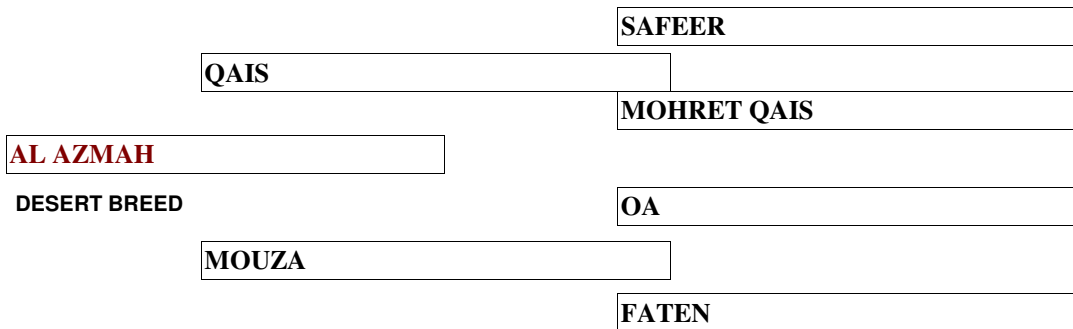 SAFEER
QAIS
MOHRET QAIS
AL AZMAH
DESERT BREED
OA
MOUZA
FATEN